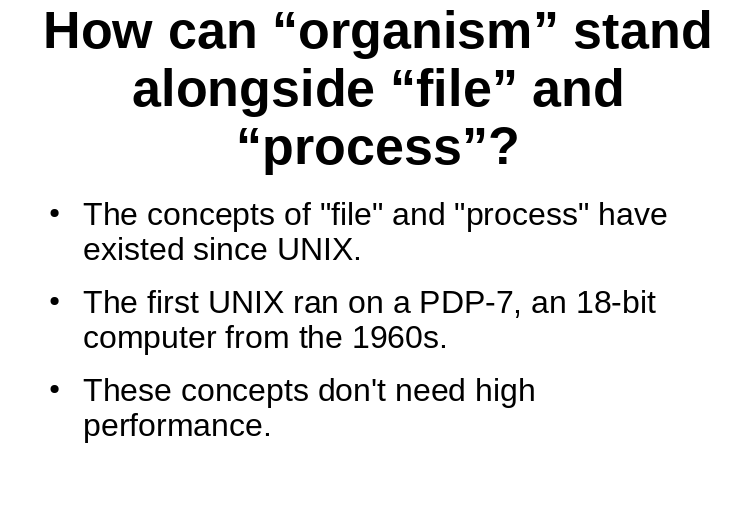 How can “organism” stand
alongside “file” and
“process”?
• The concepts of "file" and "process" have
existed since UNIX.
• The first UNIX ran on a PDP-7, an 18-bit
computer from the 1960s.
• These concepts don't need high
performance.